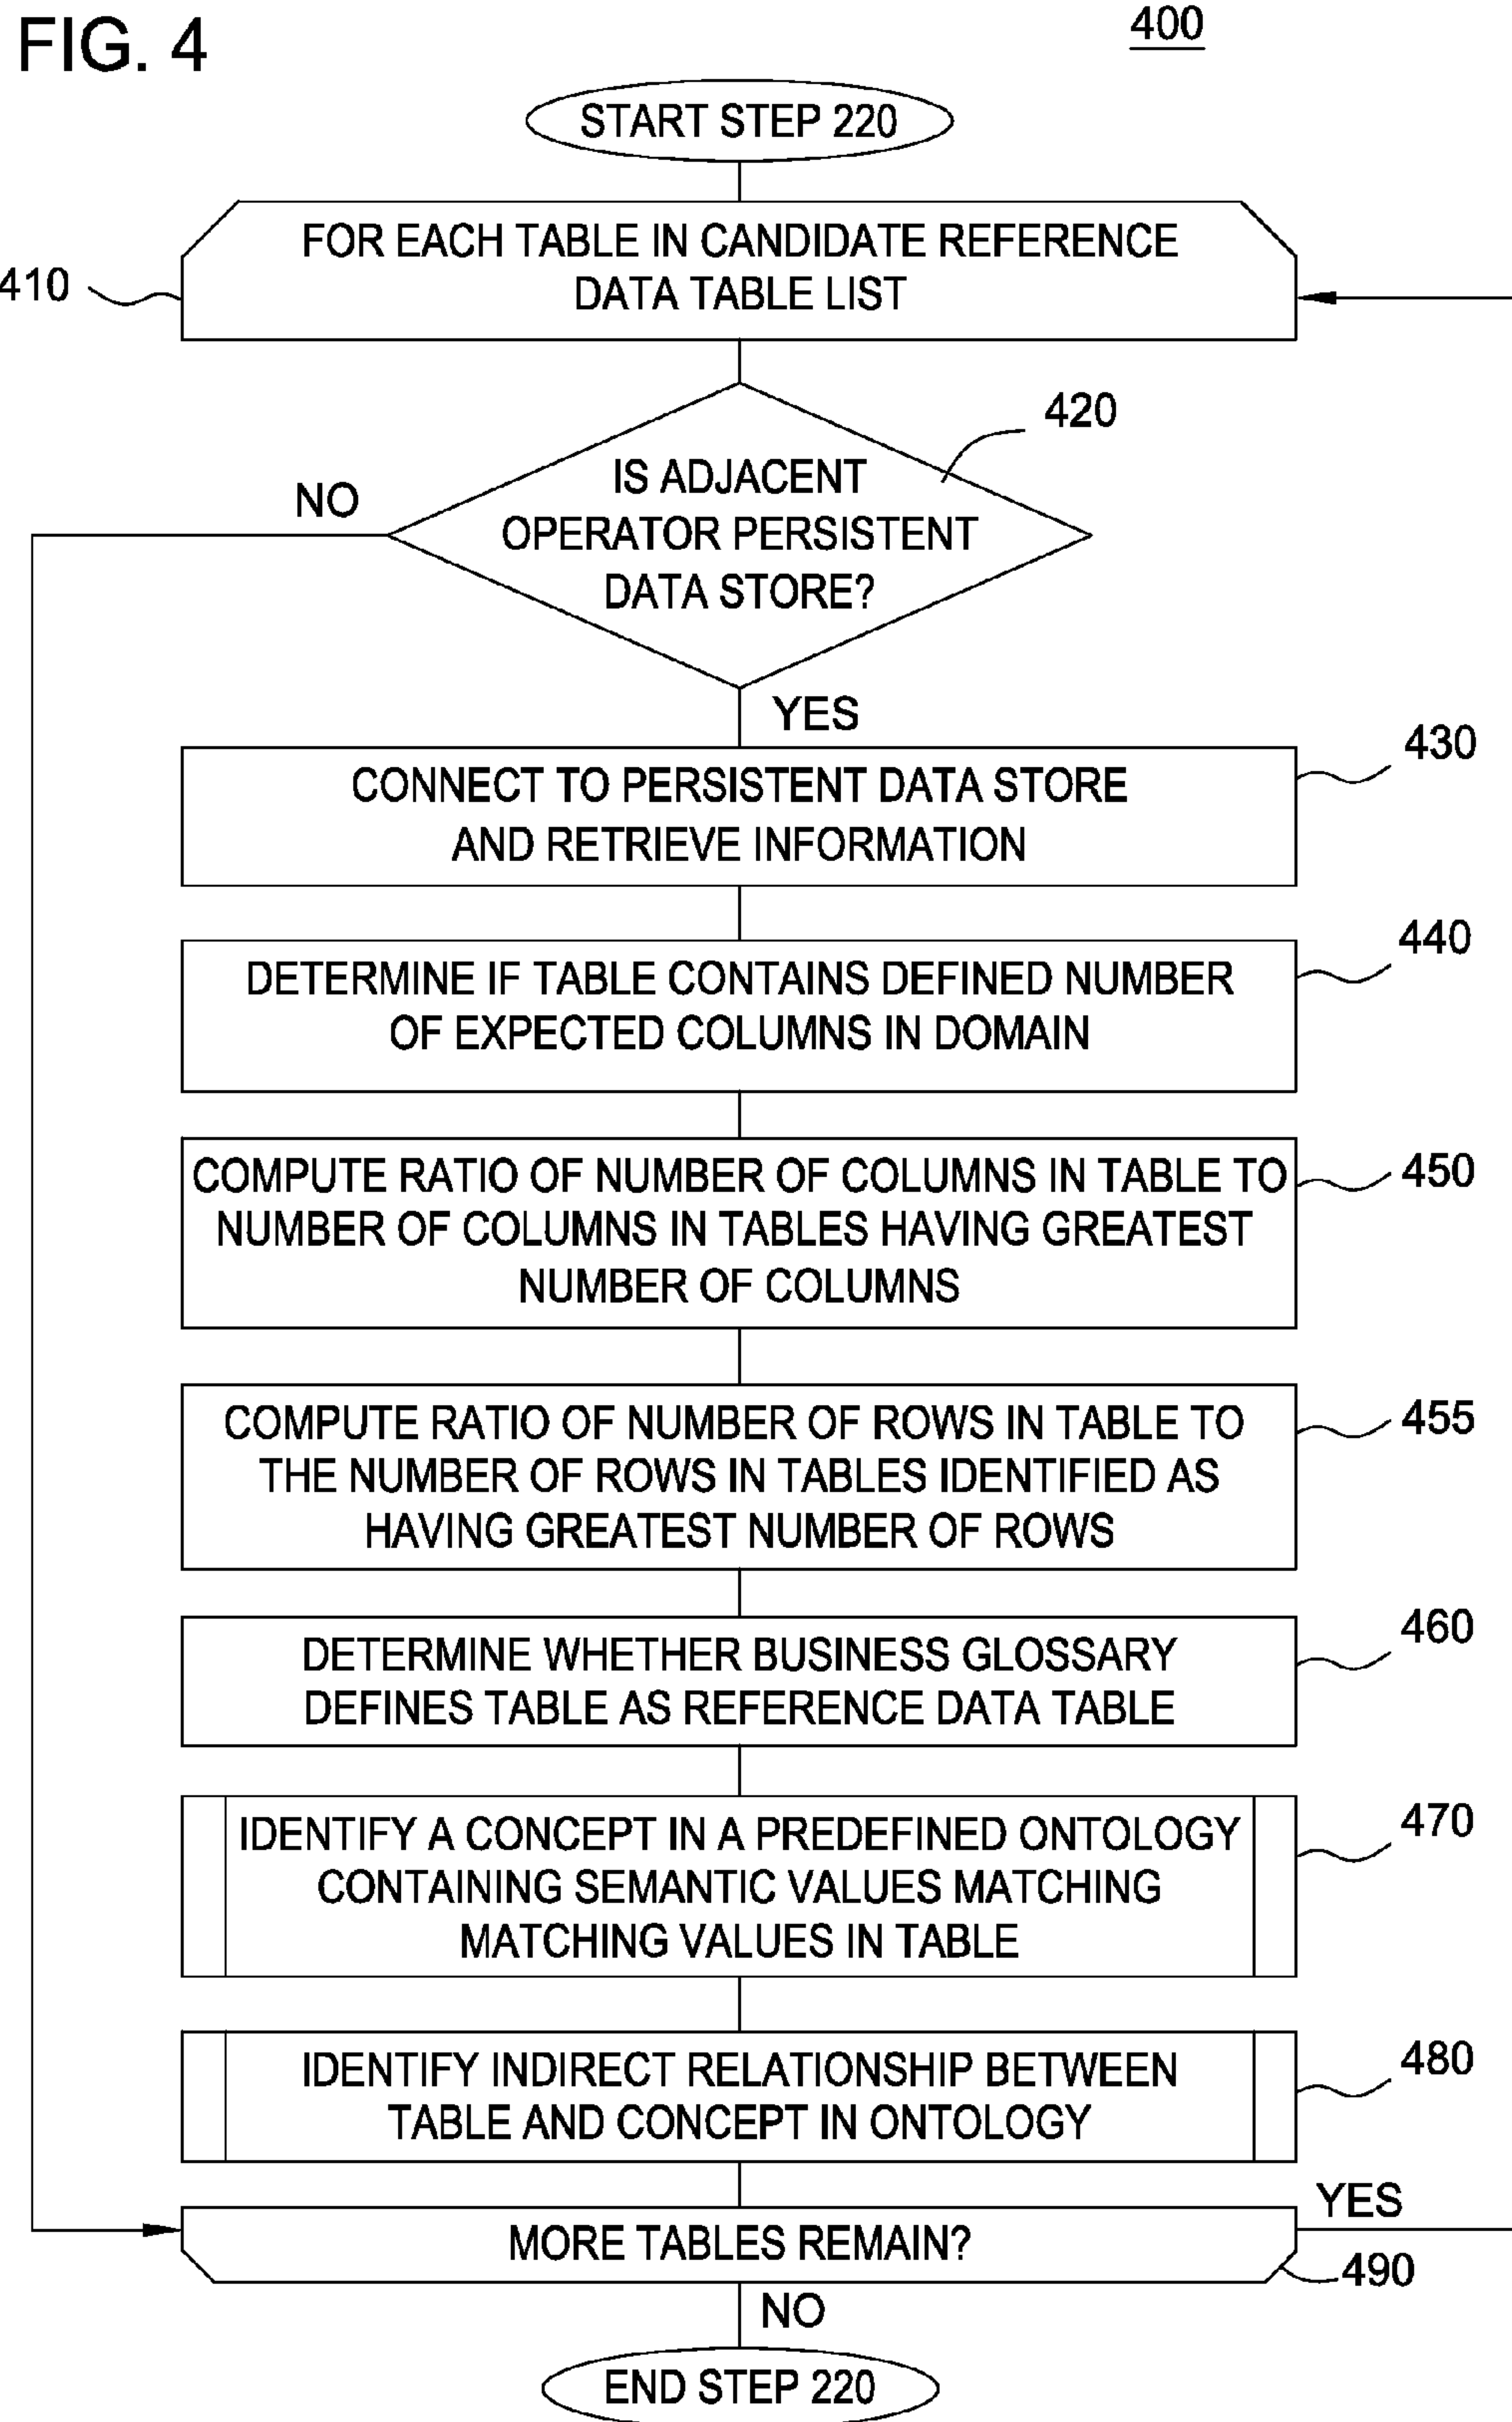 FIG. 4
400
START STEP 220
FOR EACH TABLE IN CANDIDATE REFERENCE
DATA TABLE LIST
410
420
IS ADJACENT
OPERATOR PERSISTENT
DATA STORE?
NO
YES
CONNECT TO PERSISTENT DATA STORE
AND RETRIEVE INFORMATION
430
DETERMINE IF TABLE CONTAINS DEFINED NUMBER
OF EXPECTED COLUMNS IN DOMAIN
440
COMPUTE RATIO OF NUMBER OF COLUMNS IN TABLE TO
NUMBER OF COLUMNS IN TABLES HAVING GREATEST
NUMBER OF COLUMNS
450
COMPUTE RATIO OF NUMBER OF ROWS IN TABLE TO
THE NUMBER OF ROWS IN TABLES IDENTIFIED AS
HAVING GREATEST NUMBER OF ROWS
455
DETERMINE WHETHER BUSINESS GLOSSARY
DEFINES TABLE AS REFERENCE DATA TABLE
460
IDENTIFY A CONCEPT IN A PREDEFINED ONTOLOGY
CONTAINING SEMANTIC VALUES MATCHING
MATCHING VALUES IN TABLE
470
IDENTIFY INDIRECT RELATIONSHIP BETWEEN
TABLE AND CONCEPT IN ONTOLOGY
480
MORE TABLES REMAIN?
YES
490
NO
END STEP 220